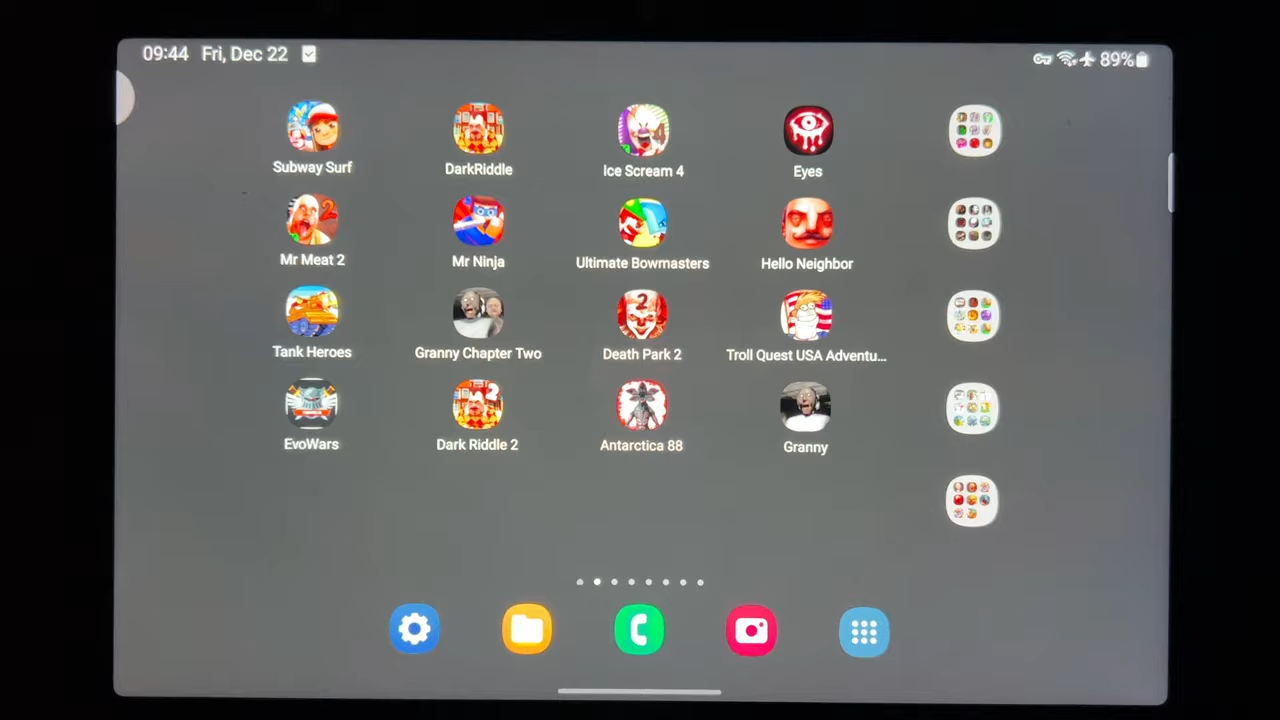 09:44 Fri, Dec 22
89%
Subway Surf
DarkRiddle
Ice Scream 4
Eyes
Mr Meat 2
Mr Ninja
Ultimate Bowmasters
Hello Neighbor
Tank Heroes
Granny Chapter Two
Death Park 2
Troll Quest USA Adventu...
EvoWars
Dark Riddle 2
Antarctica 88
Granny